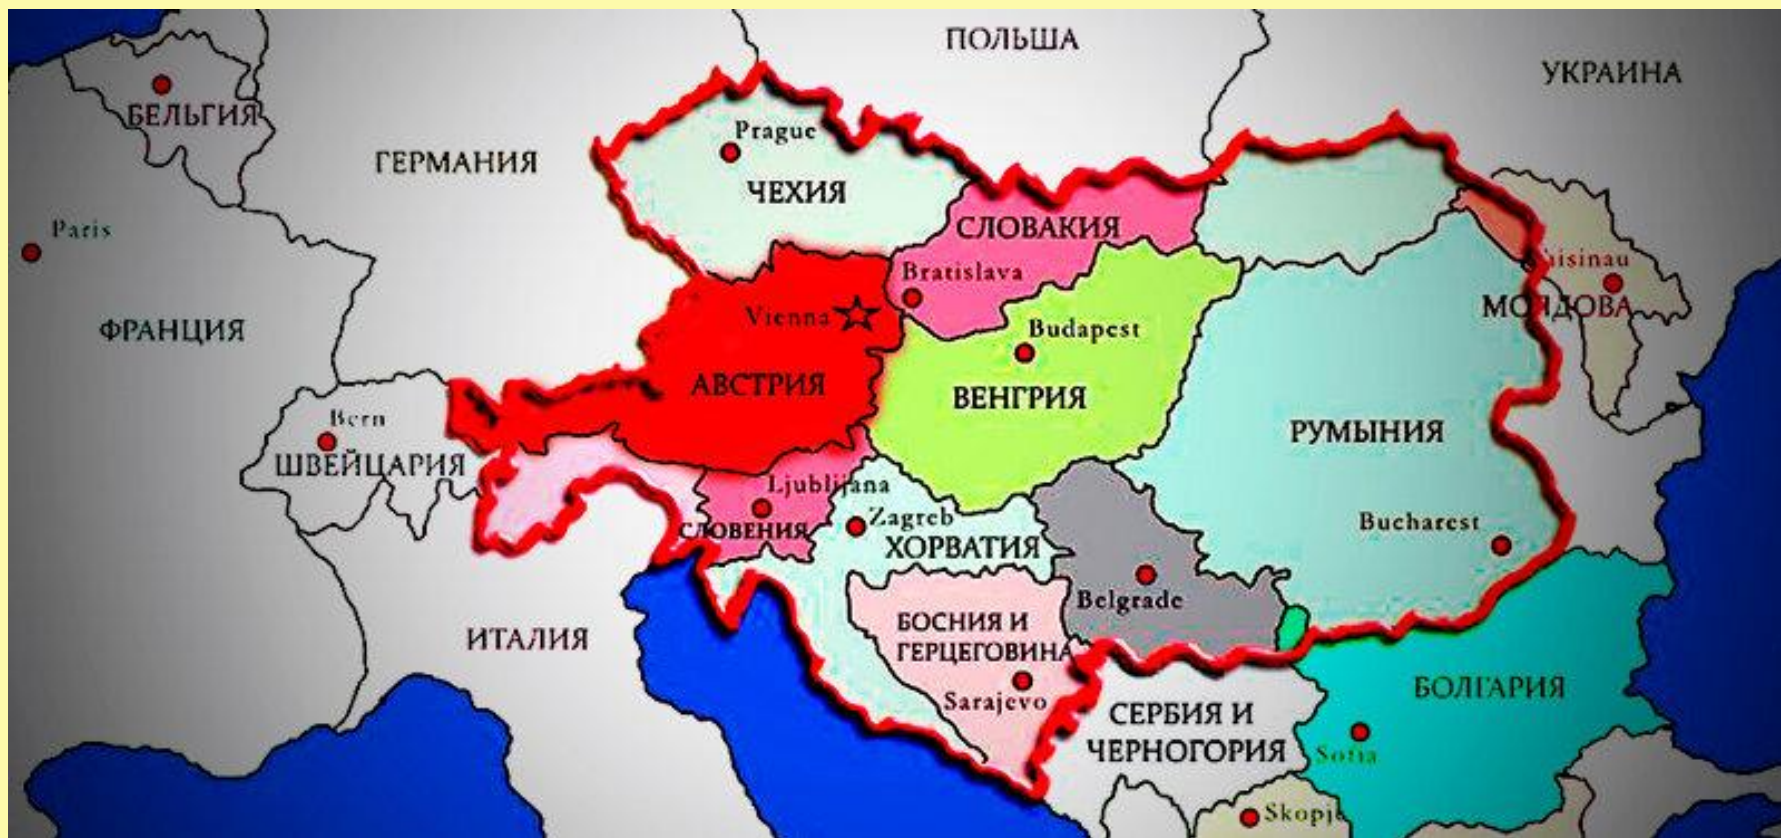 ПОЛЬША
УКРАИНА
БЕЛЬГИЯ
Prague
ГЕРМАНИЯ
ЧЕХИЯ
Paris
СЛОВАКИЯ
Bratislava
МОЛДОВА
Vienna
Budapest
ФРАНЦИЯ
АВСТРИЯ
ВЕНГРИЯ
Bern
РУМЫНИЯ
ШВЕЙЦАРИЯ
Ljublijana
Zagreb
СЛОВЕНИЯ
Bucharest
ХОРВАТИЯ
Belgrade
БОСНИЯ И
ГЕРЦЕГОВИНА
ИТАЛИЯ
Sarajevo
БОЛГАРИЯ
СЕРБИЯ И
ЧЕРНОГОРИЯ
Sofia
Skopje